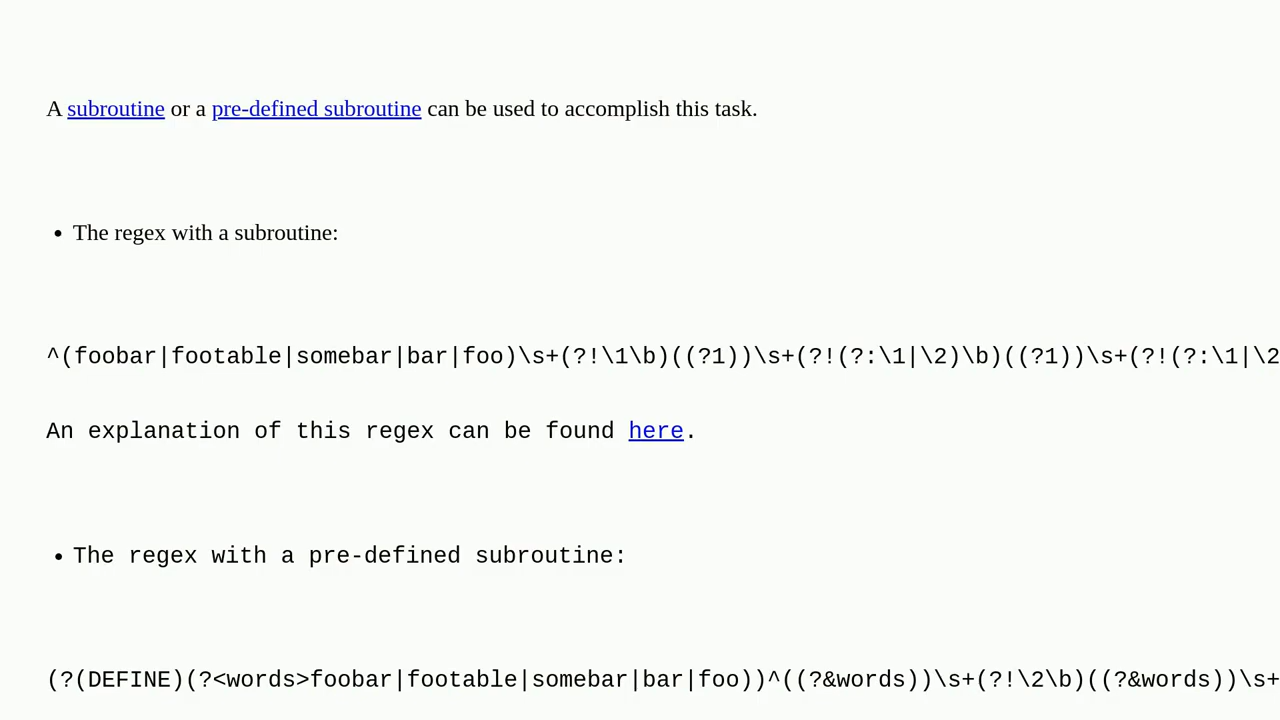 A subroutine or a pre-defined subroutine can be used to accomplish this task.
• The regex with a subroutine:
^(foobar|footable|somebar|bar|foo)\s+(?!\1\b)((?1))\s+(?!(?:\1|\2)\b)((?1))\s+(?!(?:\1|\2
An explanation of this regex can be found here.
• The regex with a pre-defined subroutine:
(?(DEFINE)(?<words>foobar|footable|somebar|bar|foo))^((?&words))\s+(?!\2\b)((?&words))\s+